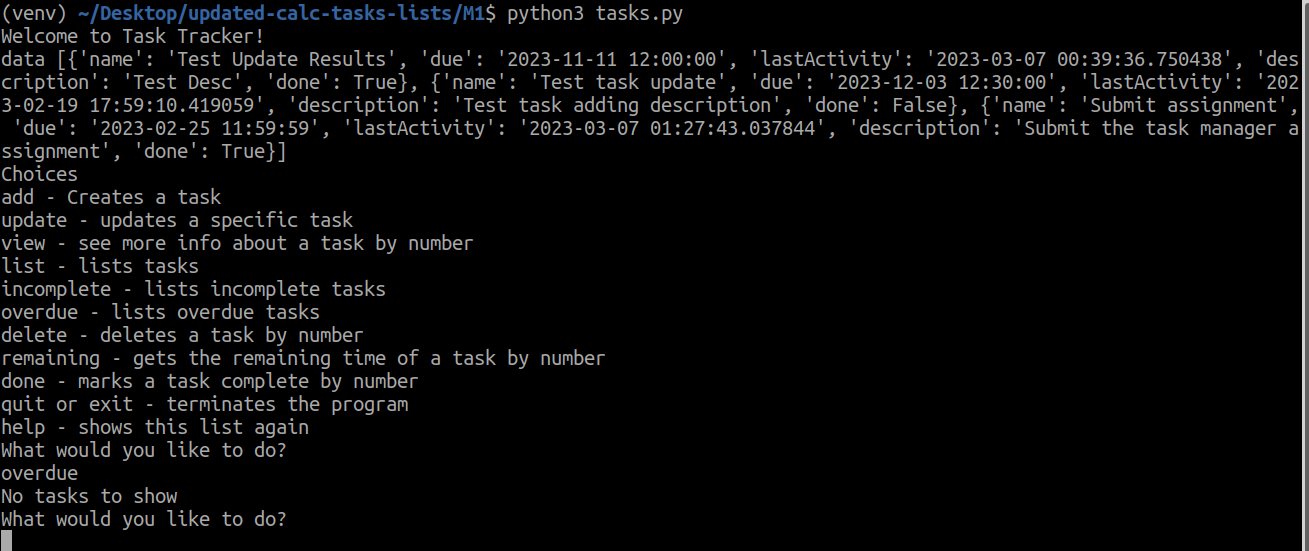 (venv) ~/Desktop/updated-calc-tasks-lists/M1$ python3 tasks.py
Welcome to Task Tracker!
data [{'name': 'Test Update Results', 'due': '2023-11-11 12:00:00', 'lastActivity': '2023-03-07 00:39:36.750438', 'des
cription': 'Test Desc', 'done': True}, {'name': 'Test task update', 'due': '2023-12-03 12:30:00', 'lastActivity': '202
3-02-19 17:59:10.419059', 'description': 'Test task adding description', 'done': False}, {'name': 'Submit assignment',
 'due': '2023-02-25 11:59:59', 'lastActivity': '2023-03-07 01:27:43.037844', 'description': 'Submit the task manager a
ssignment', 'done': True}]
Choices
add - Creates a task
update - updates a specific task
view - see more info about a task by number
list - lists tasks
incomplete - lists incomplete tasks
overdue - lists overdue tasks
delete - deletes a task by number
remaining - gets the remaining time of a task by number
done - marks a task complete by number
quit or exit - terminates the program
help - shows this list again
What would you like to do?
overdue
No tasks to show
What would you like to do?